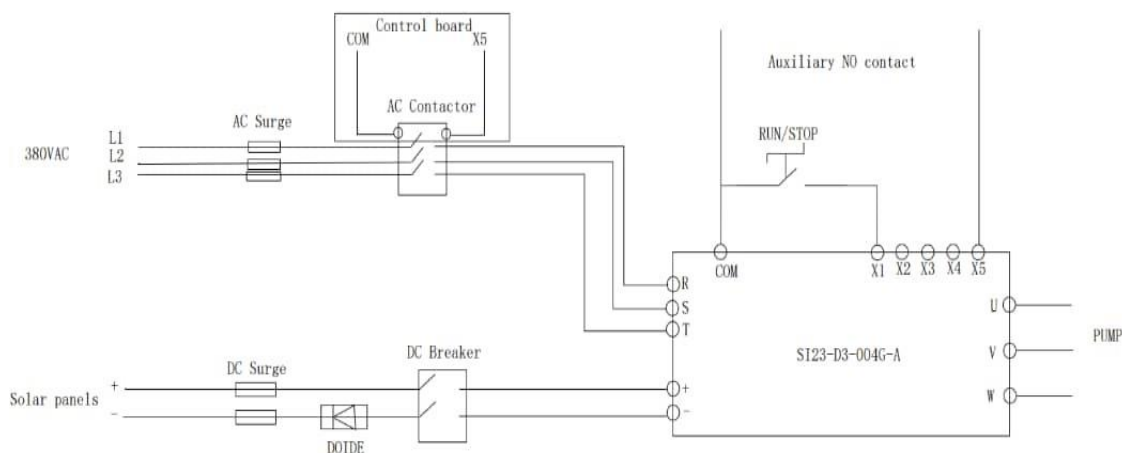 Control board
COM X5
AC Contactor
AC Surge
380VAC
L1
L2
L3
Auxiliary NO contact
RUN/STOP
COM X1 X2 X3 X4 X5
R
S
T
SI23-D3-004G-A
U
V
W
PUMP
DC Surge
DC Breaker
Solar panels
+
-
DOIDE
+
-